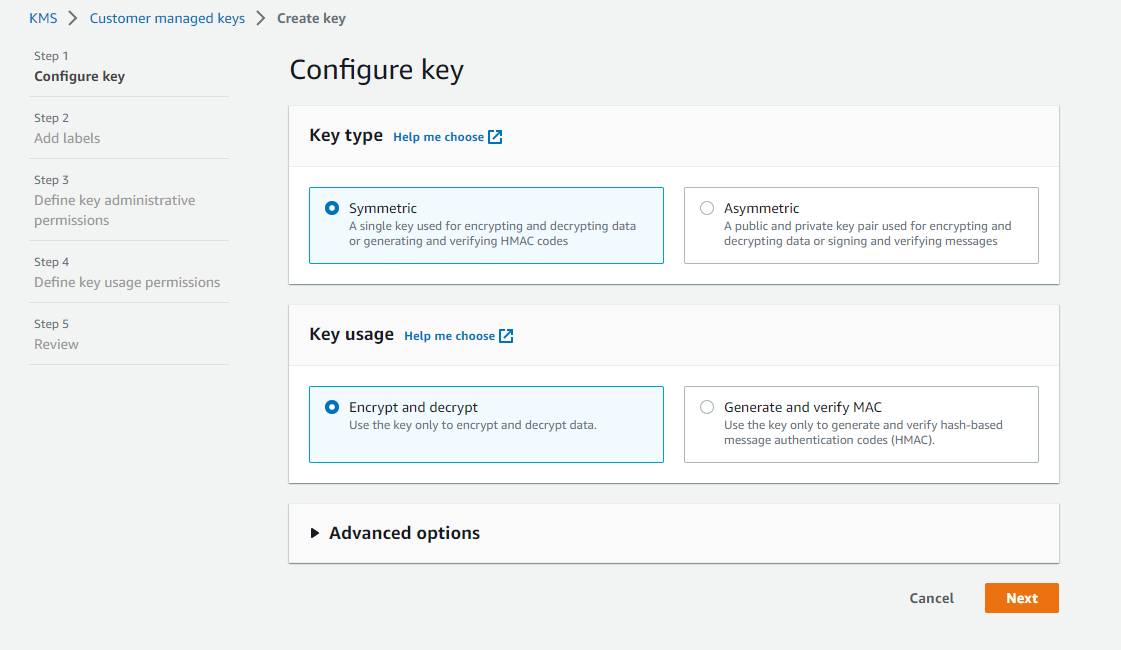 KMS > Customer managed keys > Create key
Step 1
Configure key
Step 2
Add labels
Step 3
Define key administrative
permissions
Step 4
Define key usage permissions
Step 5
Review
Configure key
Key type Help me choose
Symmetric
A single key used for encrypting and decrypting data
or generating and verifying HMAC codes
Asymmetric
A public and private key pair used for encrypting and
decrypting data or signing and verifying messages
Key usage Help me choose
Encrypt and decrypt
Use the key only to encrypt and decrypt data.
Generate and verify MAC
Use the key only to generate and verify hash-based
message authentication codes (HMAC).
Advanced options
Cancel Next